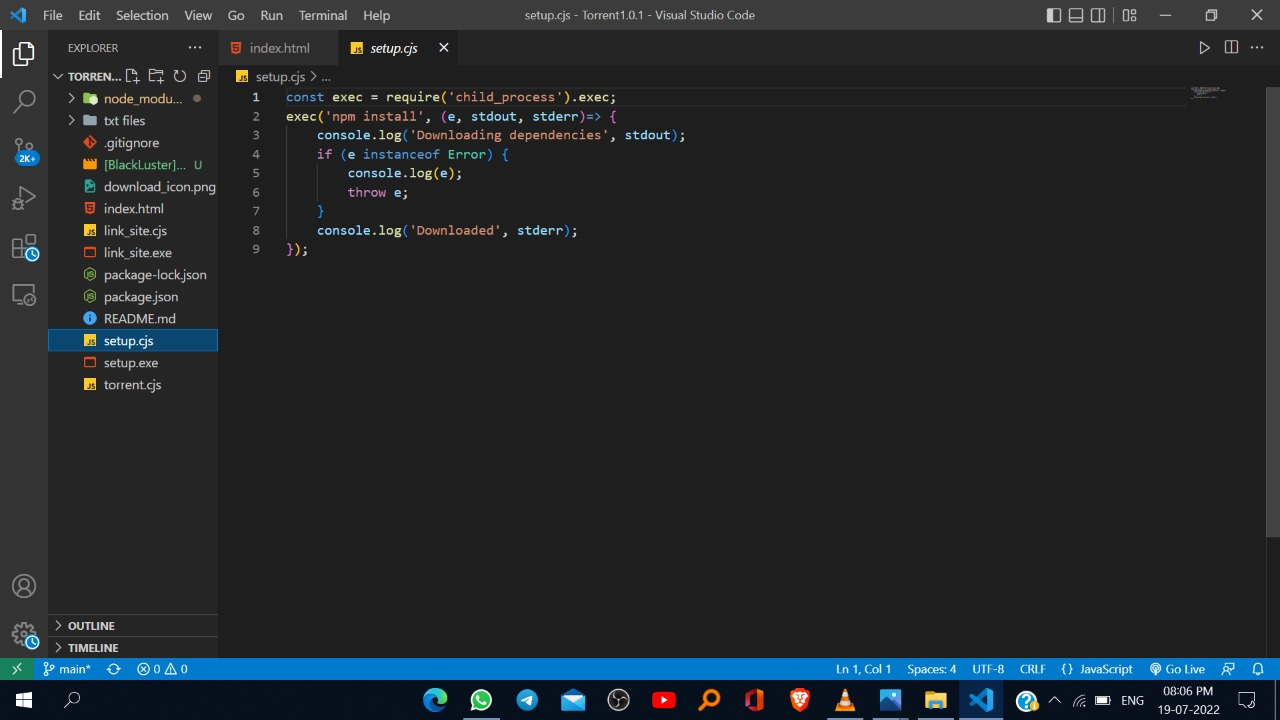 File Edit Selection View Go Run Terminal Help setup.cjs - Torrent1.0.1 - Visual Studio Code
EXPLORER
index.html
setup.cjs
TORREN...
setup.cjs > ...
node_modu...
txt files
.gitignore
[BlackLuster]... U
download_icon.png
index.html
link_site.cjs
link_site.exe
package-lock.json
package.json
README.md
setup.cjs
setup.exe
torrent.cjs
OUTLINE
TIMELINE
2K+
1 const exec = require('child_process').exec;
2 exec('npm install', (e, stdout, stderr)=> {
3 console.log('Downloading dependencies', stdout);
4 if (e instanceof Error) {
5 console.log(e);
6 throw e;
7 }
8 console.log('Downloaded', stderr);
9 });
main* 0 0 Ln 1, Col 1 Spaces: 4 UTF-8 CRLF {} JavaScript Go Live
ENG
08:06 PM
19-07-2022